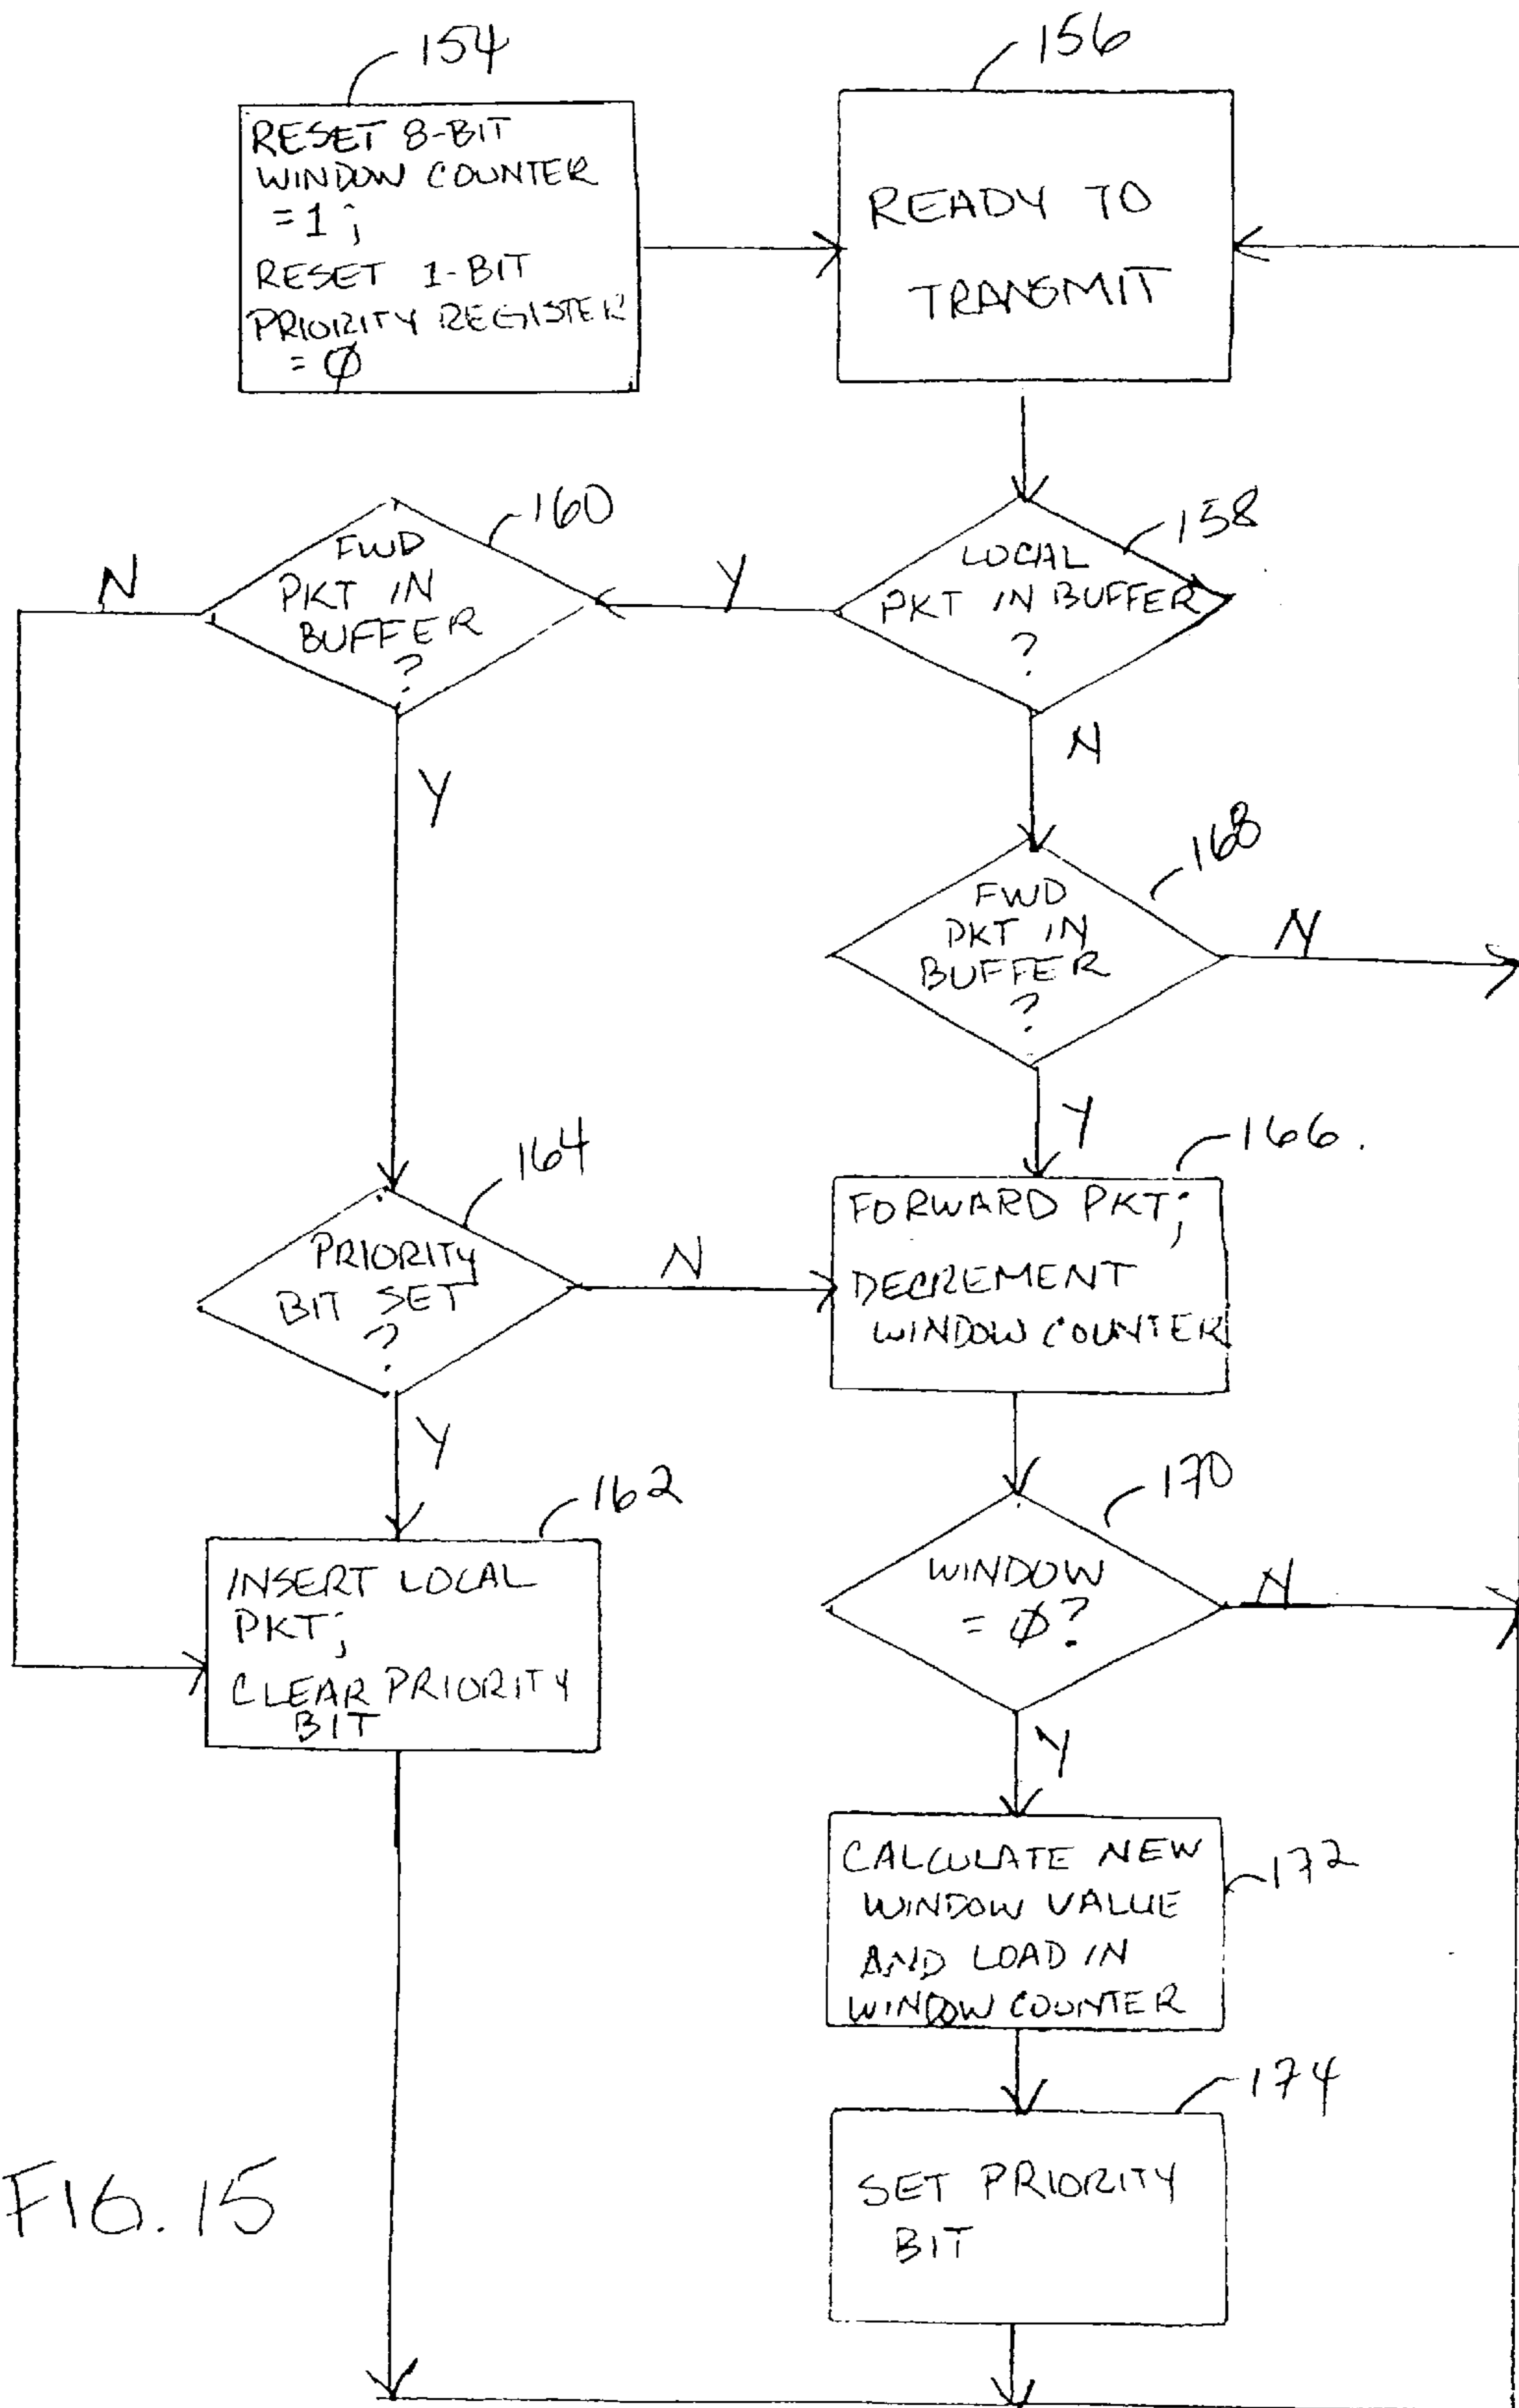 154
RESET 8-BIT
WINDOW COUNTER
= 1 ;
RESET 1-BIT
PRIORITY REGISTER
= Ø
156
READY TO
TRANSMIT
160
FWD
PKT IN
BUFFER
?
N
Y
158
LOCAL
PKT IN BUFFER
?
Y
N
168
FWD
PKT IN
BUFFER
?
N
Y
164
PRIORITY
BIT SET
?
N
Y
166.
FORWARD PKT;
DECREMENT
WINDOW COUNTER
162
INSERT LOCAL
PKT;
CLEAR PRIORITY
BIT
170
WINDOW
= Ø?
N
Y
172
CALCULATE NEW
WINDOW VALUE
AND LOAD IN
WINDOW COUNTER
174
SET PRIORITY
BIT
FIG. 15